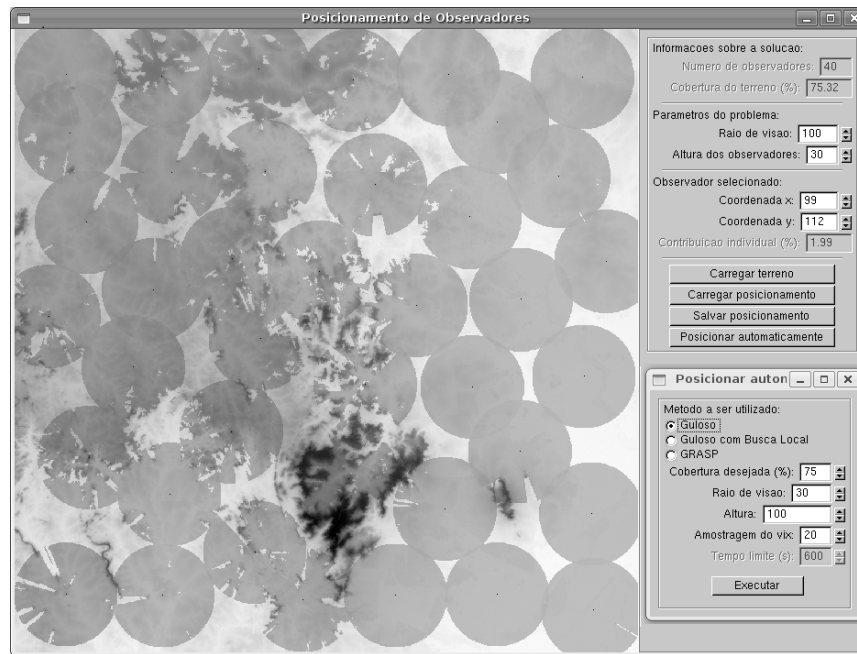 Posicionamento de Observadores
Informacoes sobre a solucao:
Numero de observadores: 40
Cobertura do terreno (%): 75.32
Parametros do problema:
Raio de visao: 100
Altura dos observadores: 30
Observador selecionado:
Coordenada x: 99
Coordenada y: 112
Contribuicao individual (%): 1.99
Carregar terreno
Carregar posicionamento
Salvar posicionamento
Posicionar automaticamente
Posicionar auton
Metodo a ser utilizado:
Guloso
Guloso com Busca Local
GRASP
Cobertura desejada (%): 75
Raio de visao: 30
Altura: 100
Amostragem do vix: 20
Tempo limite (s): 600
Executar